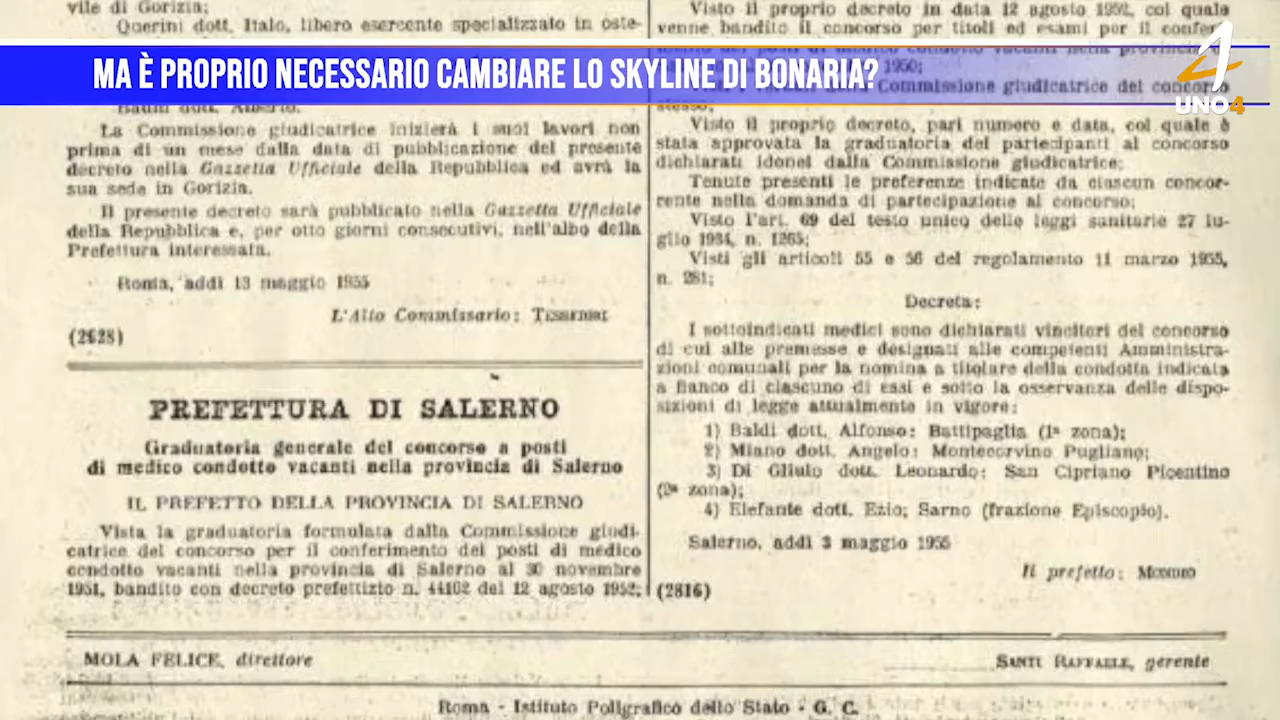 vile di Gorizia;
Querini dott. Italo, libero esercente specializzato in oste-
MA È PROPRIO NECESSARIO CAMBIARE LO SKYLINE DI BONARIA?
UNO4
La Commissione giudicatrice inizierà i suoi lavori non
prima di un mese dalla data di pubblicazione del presente
decreto nella Gazzetta Ufficiale della Repubblica ed avrà la
sua sede in Gorizia.
Il presente decreto sarà pubblicato nella Gazzetta Ufficiale
della Repubblica e, per otto giorni consecutivi, nell'albo della
Prefettura interessata.
Roma, addì 13 maggio 1955
L'Alto Commissario: TESSITORI
(2628)
PREFETTURA DI SALERNO
Graduatoria generale del concorso a posti
di medico condotto vacanti nella provincia di Salerno
IL PREFETTO DELLA PROVINCIA DI SALERNO
Vista la graduatoria formulata dalla Commissione giudi-
catrice del concorso per il conferimento dei posti di medico
condotto vacanti nella provincia di Salerno al 30 novembre
1951, bandito con decreto prefettizio n. 44102 del 12 agosto 1952;
Visto il proprio decreto in data 12 agosto 1952, col quale
venne bandito il concorso per titoli ed esami per il confer
1950;
Commissione giudicatrice del concorso
stesso;
Visto il proprio decreto, pari numero e data, col quale è
stata approvata la graduatoria dei partecipanti al concorso
dichiarati idonei dalla Commissione giudicatrice;
Tenute presenti le preferenze indicate da ciascun concor-
rente nella domanda di partecipazione al concorso;
Visto l'art. 69 del testo unico delle leggi sanitarie 27 lu-
glio 1934, n. 1265;
Visti gli articoli 55 e 56 del regolamento 11 marzo 1955,
n. 281;
Decreta:
I sottoindicati medici sono dichiarati vincitori del concorso
di cui alle premesse e designati alle competenti Amministra-
zioni comunali per la nomina a titolare della condotta indicata
a fianco di ciascuno di essi e sotto la osservanza delle dispo-
sizioni di legge attualmente in vigore:
1) Baldi dott. Alfonso: Battipaglia (1ª zona);
2) Miano dott. Angelo: Montecorvino Pugliano;
3) Di Giluio dott. Leonardo: San Cipriano Picentino
(2ª zona);
4) Elefante dott. Ezio; Sarno (frazione Episcopio).
Salerno, addì 3 maggio 1955
Il prefetto: MONDIO
(2816)
MOLA FELICE, direttore
SANTI RAFFAELE, gerente
Roma - Istituto Poligrafico dello Stato - G. C.